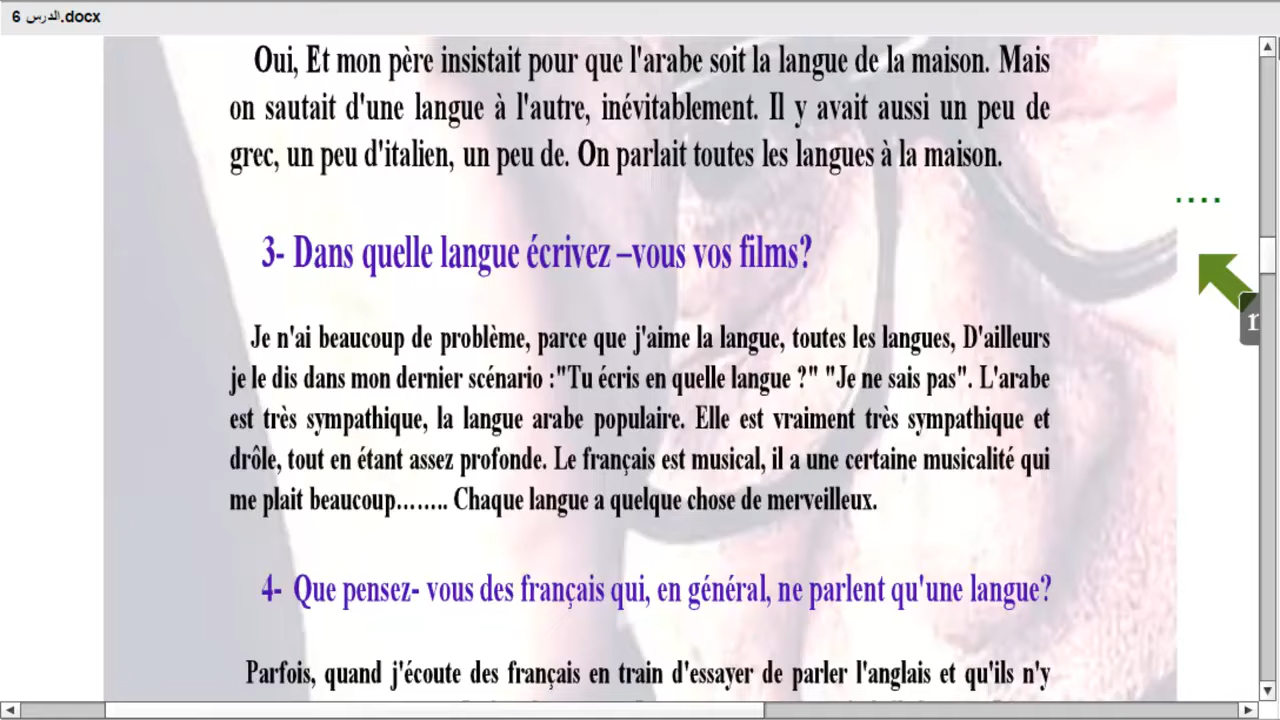 الدرس 6.docx
Oui, Et mon père insistait pour que l'arabe soit la langue de la maison. Mais
on sautait d'une langue à l'autre, inévitablement. Il y avait aussi un peu de
grec, un peu d'italien, un peu de. On parlait toutes les langues à la maison.
....
3- Dans quelle langue écrivez –vous vos films?
Je n'ai beaucoup de problème, parce que j'aime la langue, toutes les langues, D'ailleurs
je le dis dans mon dernier scénario :"Tu écris en quelle langue ?" "Je ne sais pas". L'arabe
est très sympathique, la langue arabe populaire. Elle est vraiment très sympathique et
drôle, tout en étant assez profonde. Le français est musical, il a une certaine musicalité qui
me plait beaucoup…….. Chaque langue a quelque chose de merveilleux.
4- Que pensez- vous des français qui, en général, ne parlent qu'une langue?
Parfois, quand j'écoute des français en train d'essayer de parler l'anglais et qu'ils n'y